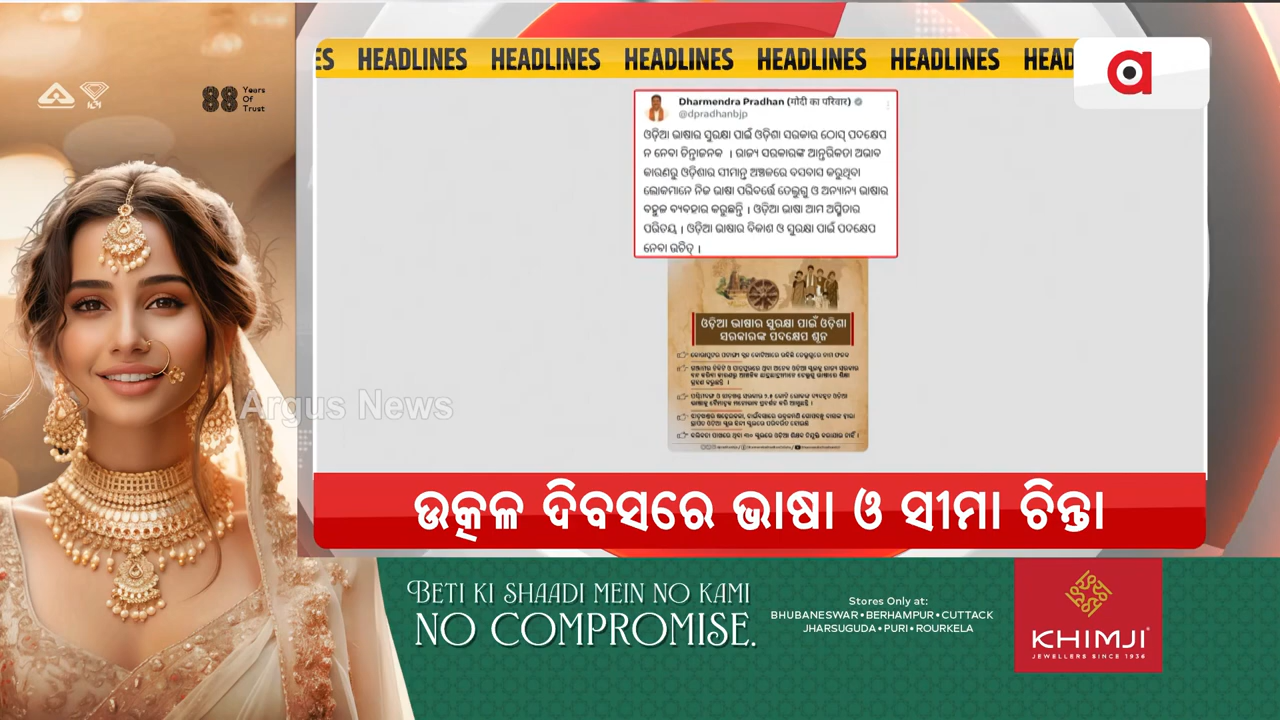 88 Years Of Trust
HEADLINES HEADLINES HEADLINES HEADLINES HEADLINES
Dharmendra Pradhan (मोदी का परिवार)
@dpradhanbjp
ଓଡ଼ିଆ ଭାଷାର ସୁରକ୍ଷା ପାଇଁ ଓଡ଼ିଶା ସରକାର ଠୋସ୍ ପଦକ୍ଷେପ
ନ ନେବା ଚିନ୍ତାଜନକ । ରାଜ୍ୟ ସରକାରଙ୍କ ଆନ୍ତରିକତା ଅଭାବ
କାରଣରୁ ଓଡ଼ିଶାର ସୀମାନ୍ତ ଅଞ୍ଚଳରେ ବସବାସ କରୁଥିବା
ଲୋକମାନେ ନିଜ ଭାଷା ପରିବର୍ତ୍ତେ ତେଲୁଗୁ ଓ ଅନ୍ୟାନ୍ୟ ଭାଷାର
ବହୁଳ ବ୍ୟବହାର କରୁଛନ୍ତି । ଓଡ଼ିଆ ଭାଷା ଆମ ଅସ୍ମିତାର
ପରିଚୟ । ଓଡ଼ିଆ ଭାଷାର ବିକାଶ ଓ ସୁରକ୍ଷା ପାଇଁ ପଦକ୍ଷେପ
ନେବା ଉଚିତ୍ ।
ଓଡ଼ିଆ ଭାଷାର ସୁରକ୍ଷା ପାଇଁ ଓଡ଼ିଶା
ସରକାରଙ୍କ ପଦକ୍ଷେପ ଶୂନ
Argus News
ଉତ୍କଳ ଦିବସରେ ଭାଷା ଓ ସୀମା ଚିନ୍ତା
BETI KI SHAADI MEIN NO KAMI
NO COMPROMISE.
Stores Only at:
BHUBANESWAR • BERHAMPUR • CUTTACK
JHARSUGUDA • PURI • ROURKELA
KHIMJI
JEWELLERS SINCE 1936